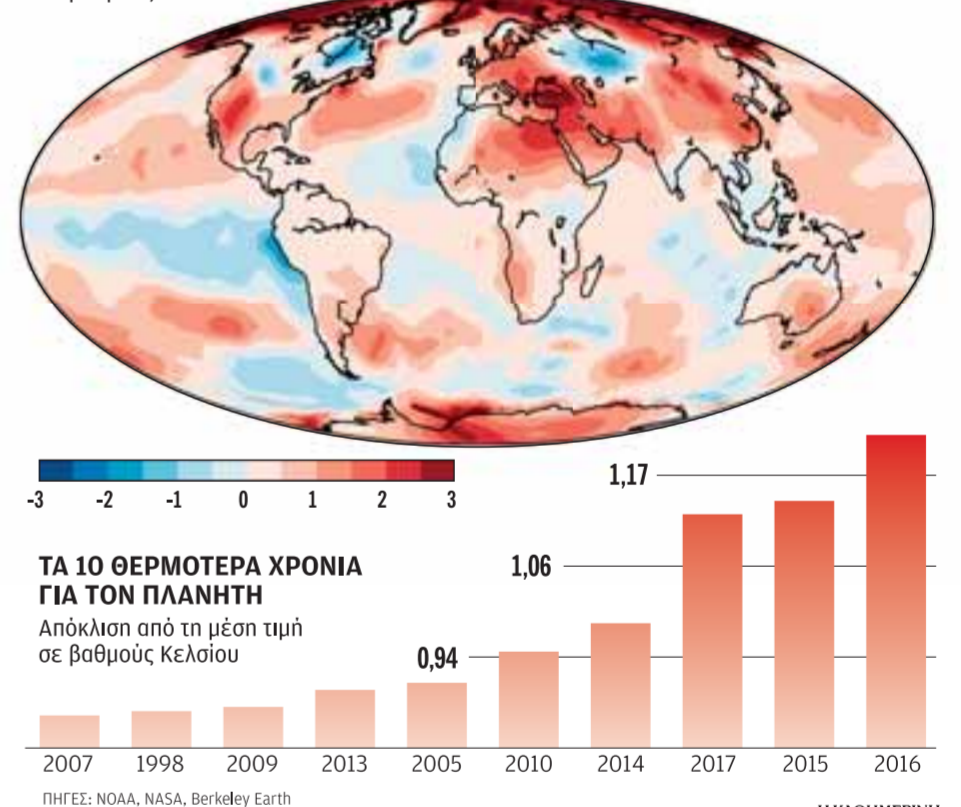 -3 -2 -1 0 1 2 3
1,17
1,06
ΤΑ 10 ΘΕΡΜΟΤΕΡΑ ΧΡΟΝΙΑ
ΓΙΑ ΤΟΝ ΠΛΑΝΗΤΗ
Απόκλιση από τη μέση τιμή
σε βαθμούς Κελσίου
0,94
2007 1998 2009 2013 2005 2010 2014 2017 2015 2016
ΠΗΓΕΣ: NOAA, NASA, Berkeley Earth